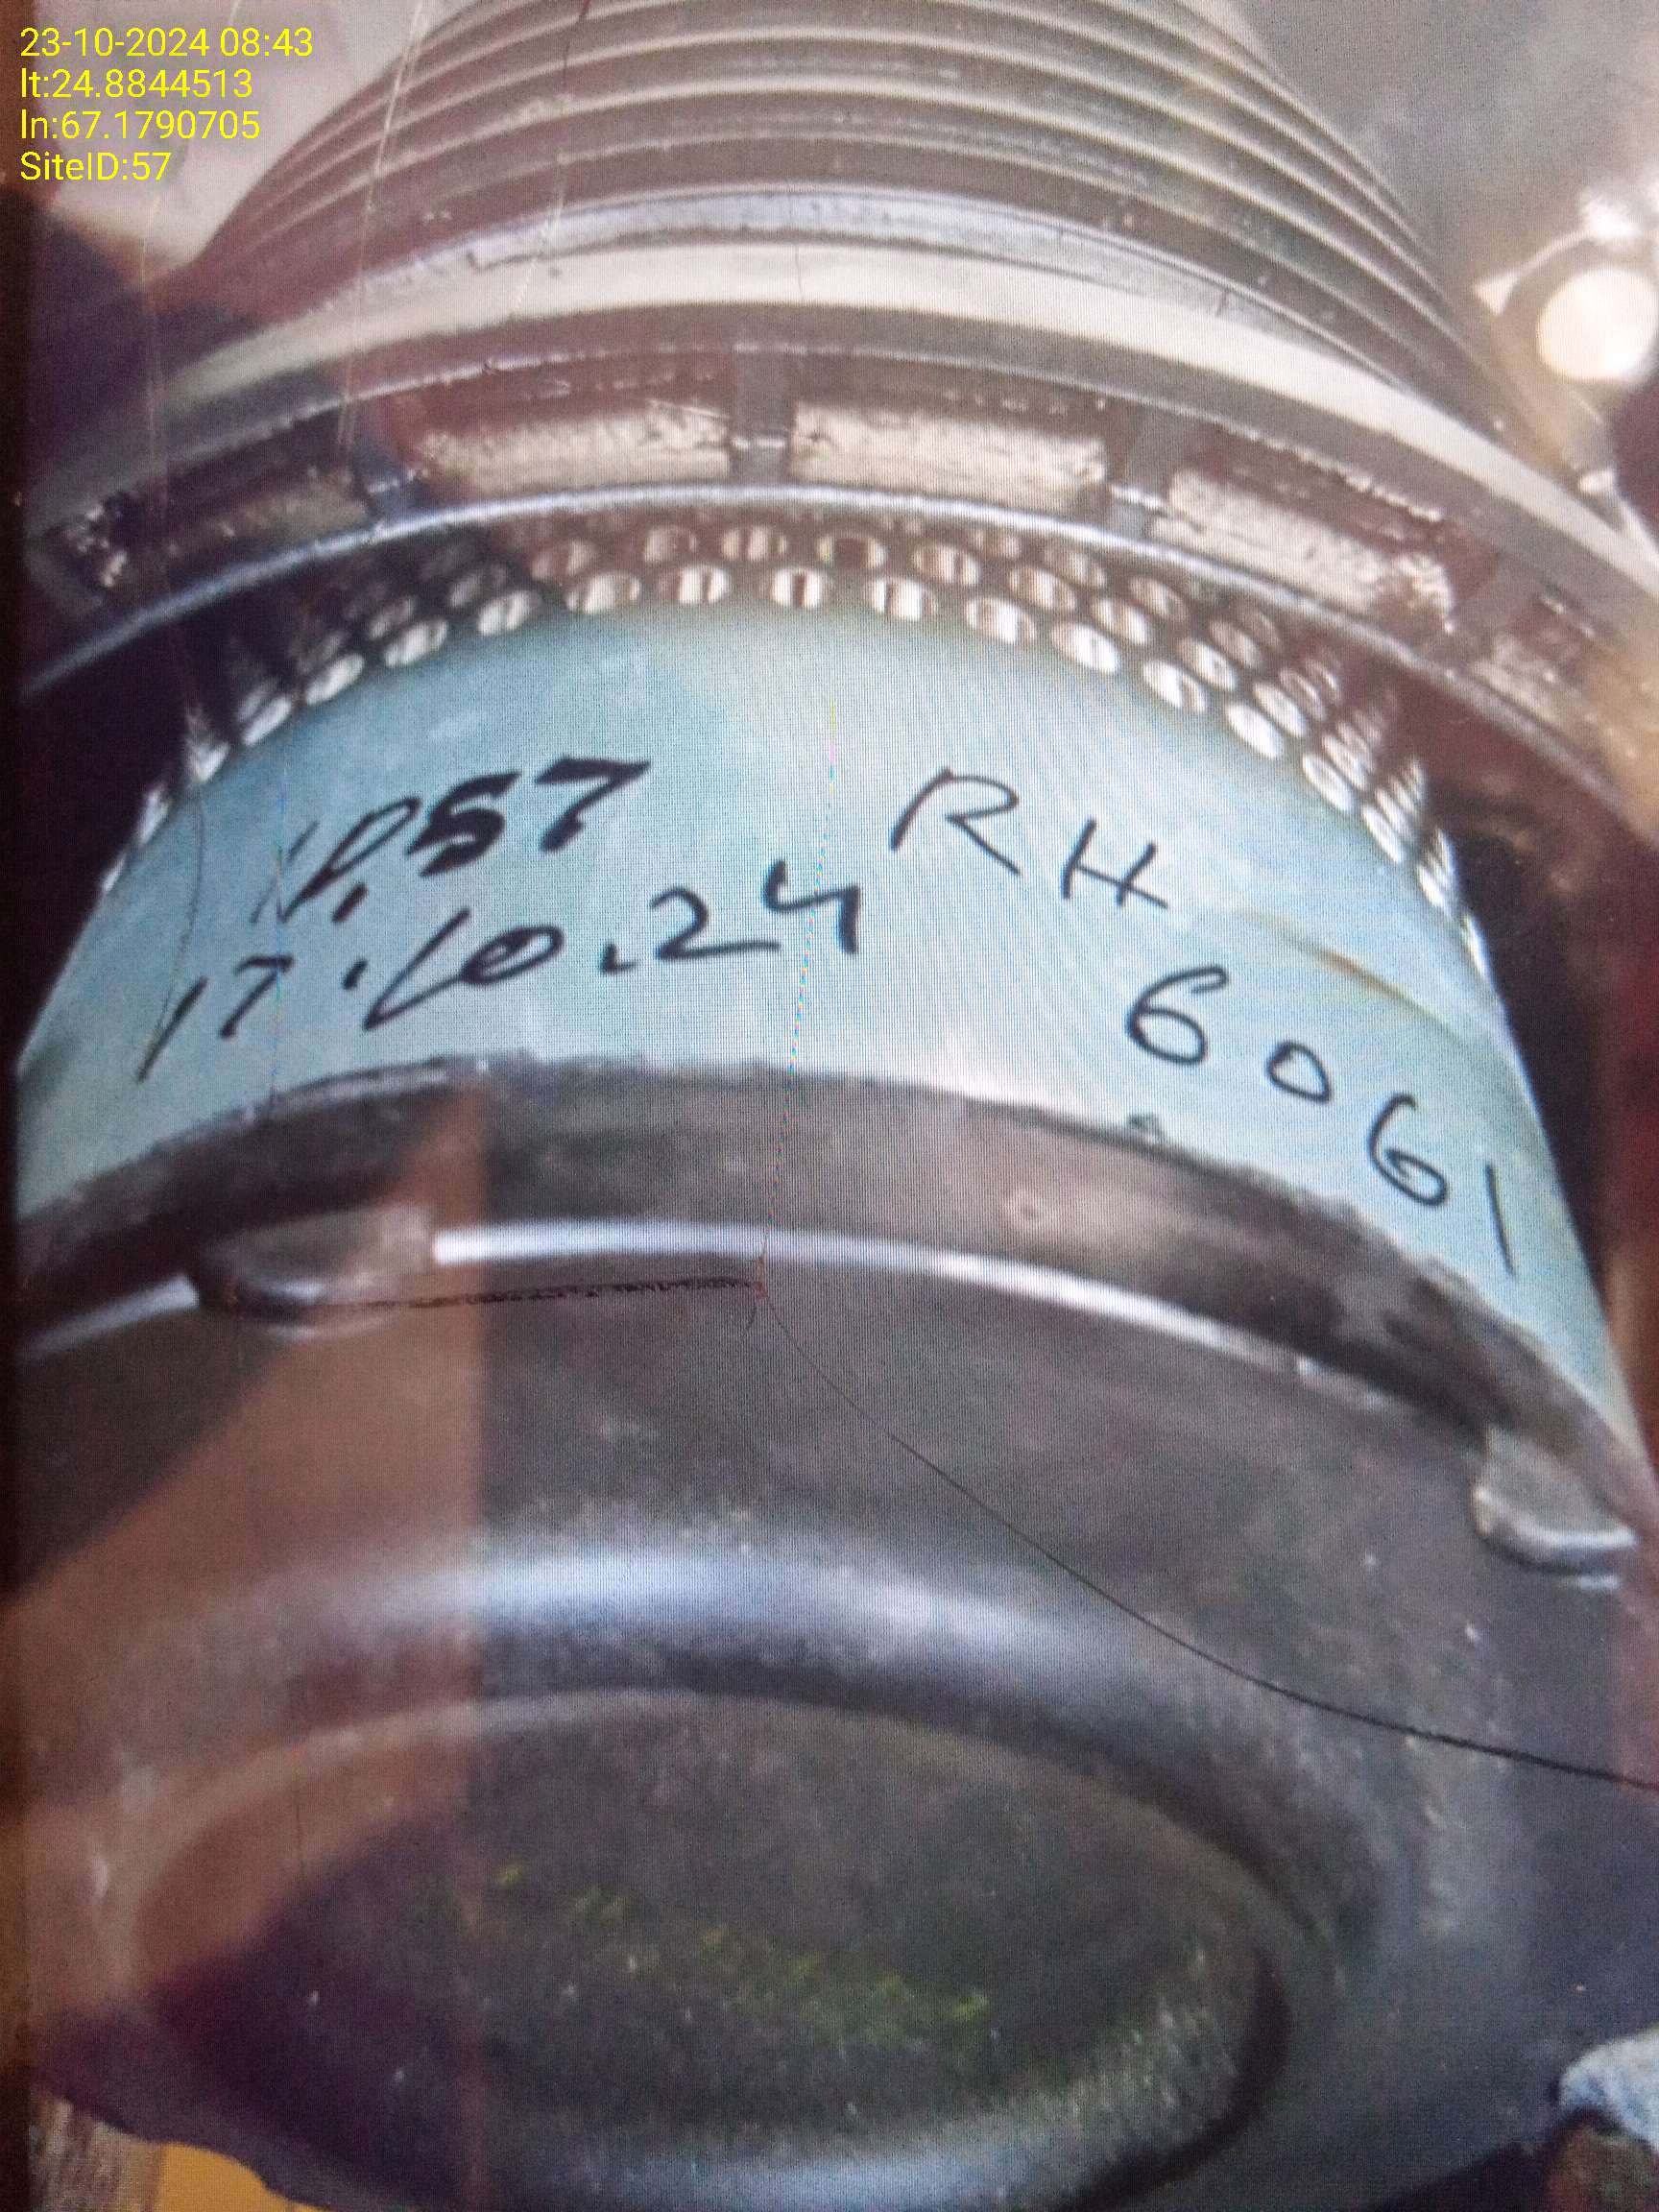 23-10-2024 08:43
lt:24.8844513
ln:67.1790705
SiteID:57
57
17.10.24
RH
6061